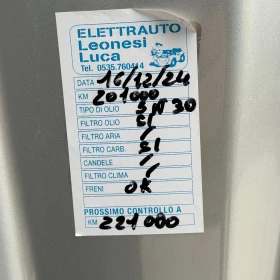 ELETTRAUTO
Leonesi
Luca
Tel. 0535.760414
DATA 16/12/24
KM 201000
TIPO DI OLIO 5W30
FILTRO OLIO SI
FILTRO ARIA /
FILTRO CARB. SI
CANDELE /
FILTRO CLIMA /
FRENI OK
PROSSIMO CONTROLLO A
KM 221000